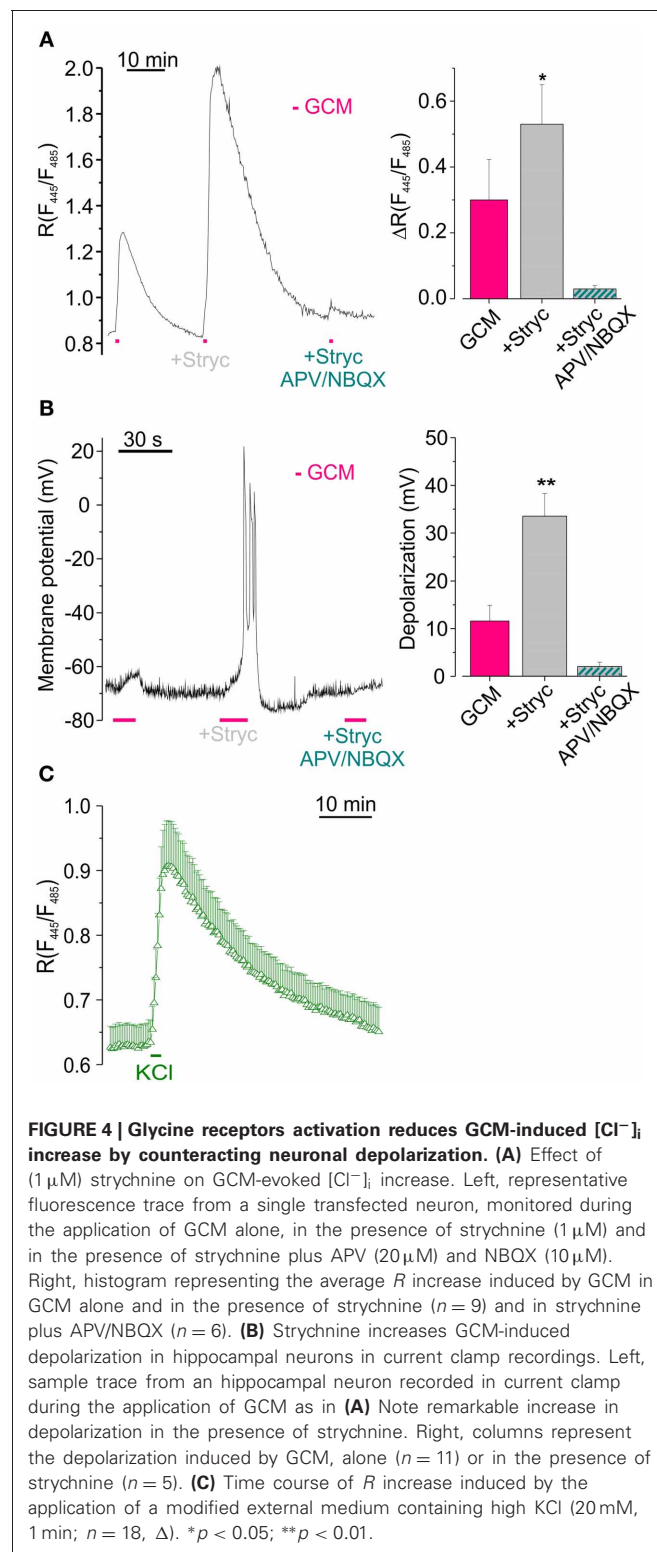 A
10 min
2.0
1.8
1.6
1.4
1.2
1.0
0.8
R(F445/F485)
- GCM
+Stryc
+Stryc
APV/NBQX
*
0.6
0.4
0.2
0.0
ΔR(F445/F485)
GCM
+Stryc
+Stryc
APV/NBQX
B
30 s
20
0
-20
-40
-60
-80
Membrane potential (mV)
- GCM
+Stryc
+Stryc
APV/NBQX
**
50
40
30
20
10
0
Depolarization (mV)
GCM
+Stryc
+Stryc
APV/NBQX
C
10 min
1.0
0.9
0.8
0.7
0.6
R(F445/F485)
KCl
FIGURE 4 | Glycine receptors activation reduces GCM-induced [Cl−]i
increase by counteracting neuronal depolarization. (A) Effect of
(1 μM) strychnine on GCM-evoked [Cl−]i increase. Left, representative
fluorescence trace from a single transfected neuron, monitored during
the application of GCM alone, in the presence of strychnine (1 μM) and
in the presence of strychnine plus APV (20 μM) and NBQX (10 μM).
Right, histogram representing the average R increase induced by GCM in
GCM alone and in the presence of strychnine (n = 9) and in strychnine
plus APV/NBQX (n = 6). (B) Strychnine increases GCM-induced
depolarization in hippocampal neurons in current clamp recordings. Left,
sample trace from an hippocampal neuron recorded in current clamp
during the application of GCM as in (A) Note remarkable increase in
depolarization in the presence of strychnine. Right, columns represent
the depolarization induced by GCM, alone (n = 11) or in the presence of
strychnine (n = 5). (C) Time course of R increase induced by the
application of a modified external medium containing high KCl (20 mM,
1 min; n = 18, Δ). *p < 0.05; **p < 0.01.